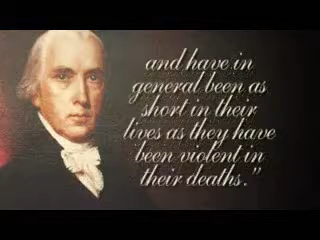 and have in
general been as
short in their
lives as they have
been violent in
their deaths."